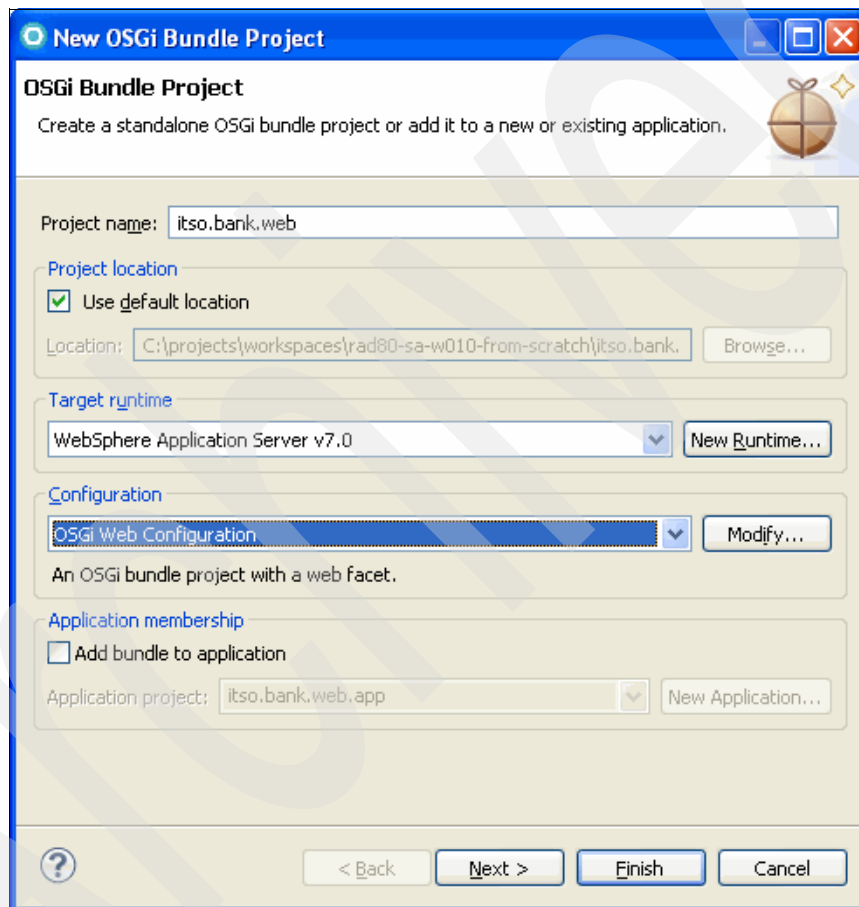 New OSGi Bundle Project
OSGi Bundle Project
Create a standalone OSGi bundle project or add it to a new or existing application.
Project name: itso.bank.web
Project location
Use default location
Location: C:\projects\workspaces\rad80-sa-w010-from-scratch\itso.bank. Browse...
Target runtime
WebSphere Application Server v7.0 New Runtime...
Configuration
OSGi Web Configuration Modify...
An OSGi bundle project with a web facet.
Application membership
Add bundle to application
Application project: itso.bank.web.app New Application...
? < Back Next > Finish Cancel